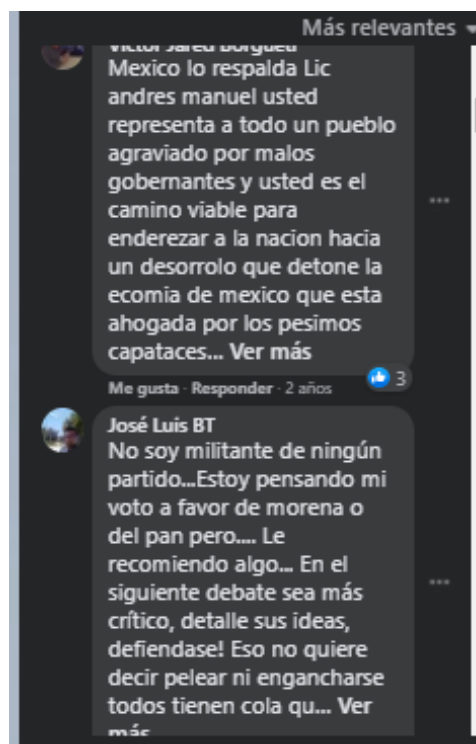 Más relevantes
Victor Jared Borgueti
Mexico lo respalda Lic
andres manuel usted
representa a todo un pueblo
agraviado por malos
gobernantes y usted es el
camino viable para
enderezar a la nacion hacia
un desorrolo que detone la
ecomia de mexico que esta
ahogada por los pesimos
capataces... Ver más
3
Me gusta · Responder · 2 años
José Luis BT
No soy militante de ningún
partido...Estoy pensando mi
voto a favor de morena o
del pan pero.... Le
recomiendo algo... En el
siguiente debate sea más
crítico, detalle sus ideas,
defiendase! Eso no quiere
decir pelear ni engancharse
todos tienen cola qu... Ver
más